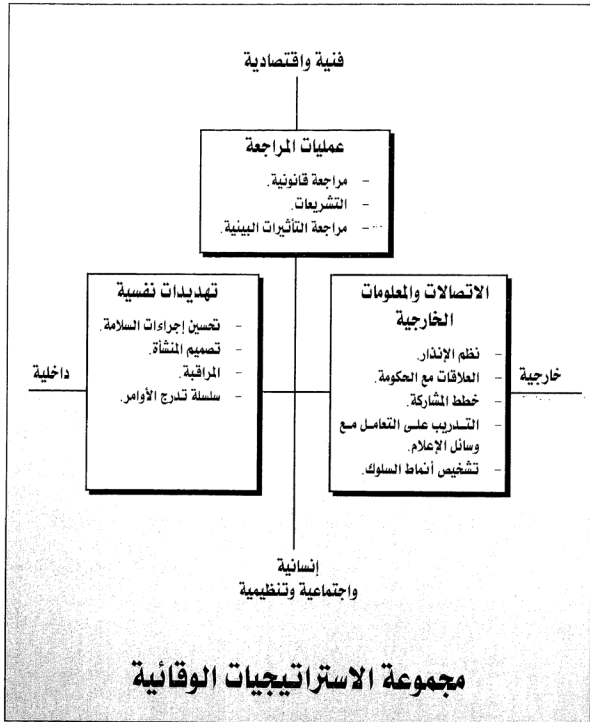 فنية واقتصادية
عمليات المراجعة
- مراجعة قانونية.
- التشريعات.
- مراجعة التأثيرات البينية.
الاتصالات والمعلومات
الخارجية
- نظم الإنذار.
- العلاقات مع الحكومة.
- خطط المشاركة.
- التدريب على التعامل مع
وسائل الإعلام.
- تشخيص أنماط السلوك.
خارجية
تهديدات نفسية
- تحسين إجراءات السلامة.
- تصميم المنشأة.
- المراقبة.
- سلسلة تدرج الأوامر.
داخلية
إنسانية
واجتماعية وتنظيمية
مجموعة الاستراتيجيات الوقائية